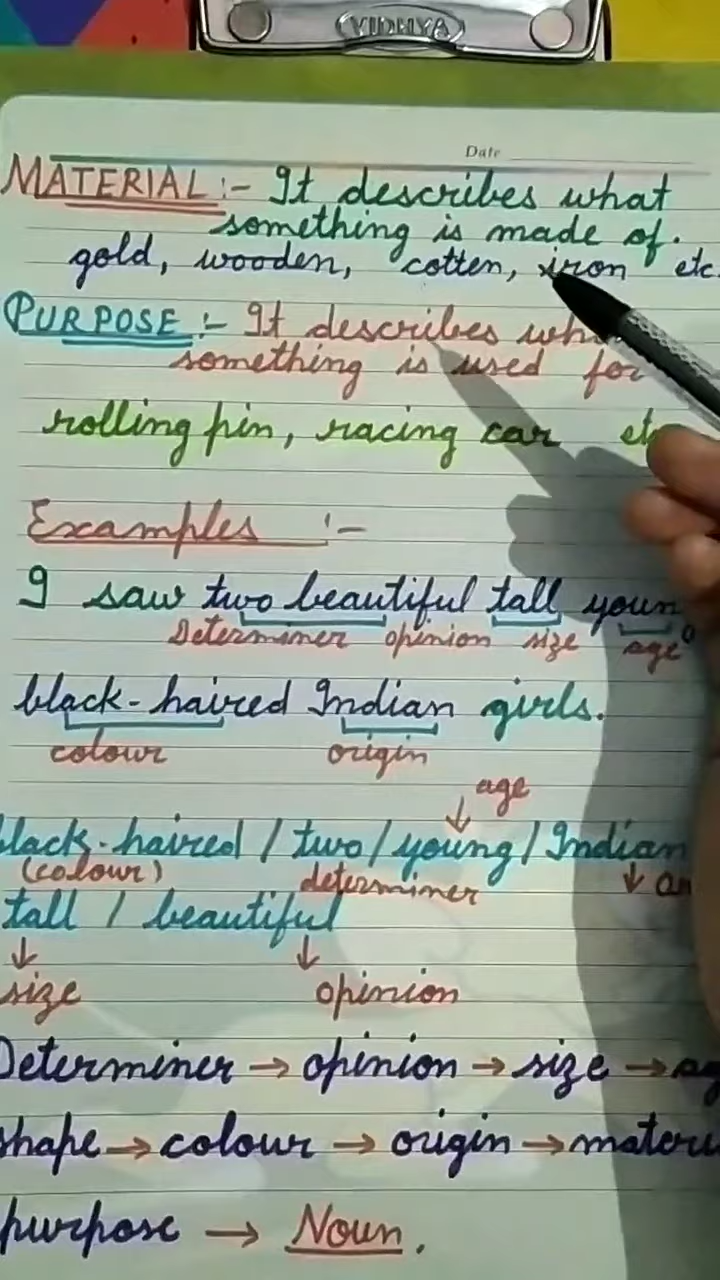 VIDHYA
Date
MATERIAL :- It describes what
something is made of.
gold, wooden, cotten, iron etc.
PURPOSE :- It describes wha
something is used for
rolling pin, racing car et
Examples :-
I saw two beautiful tall youn
Determiner opinion size age
black-haired Indian girls.
colour origin
age
lack-haired / two / young / Indian
(colour) determiner
tall / beautiful
size opinion
Determiner → opinion → size → ag
shape → colour → origin → materi
purpose → Noun.